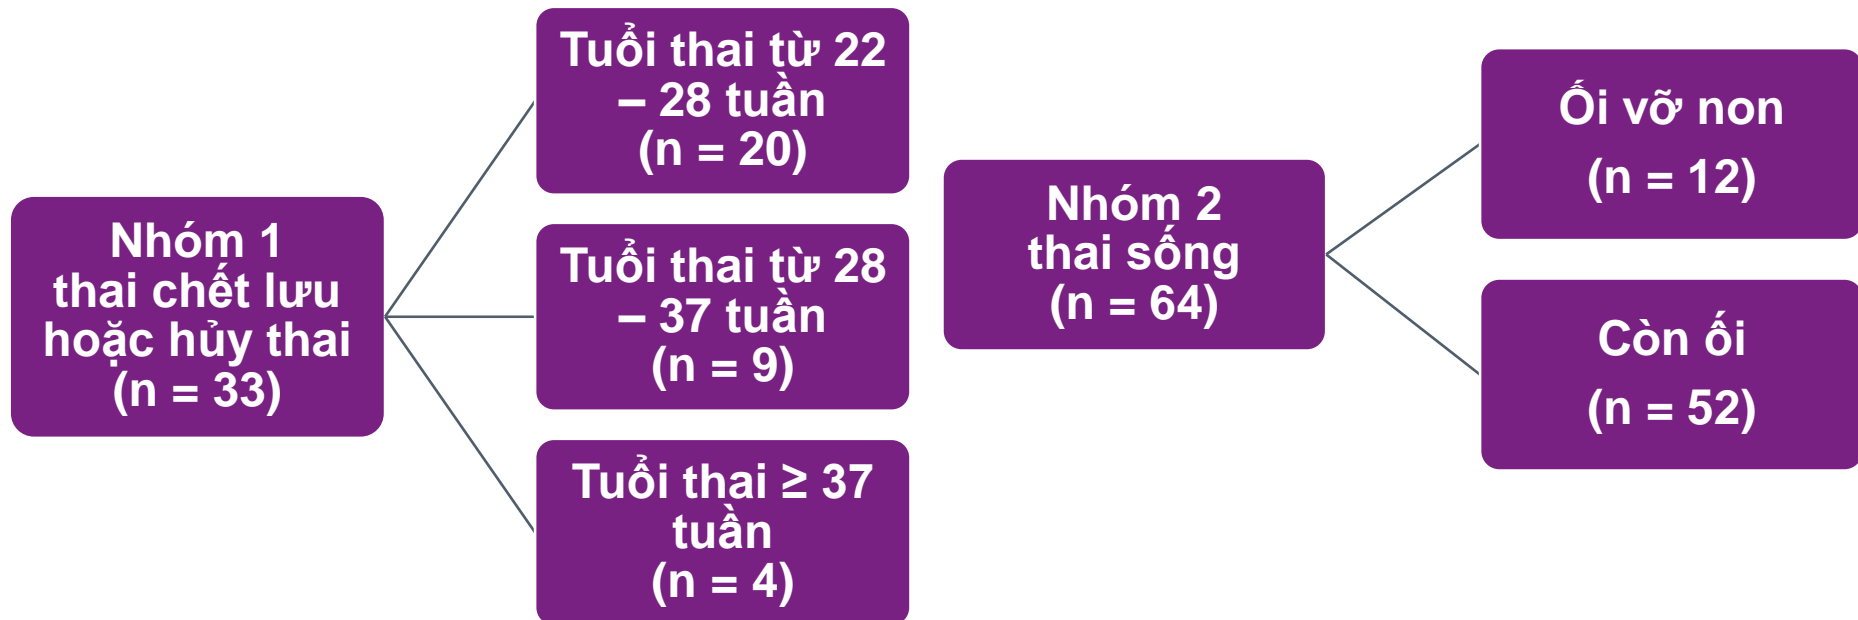 Nhóm 1
thai chết lưu
hoặc hủy thai
(n = 33)
Tuổi thai từ 22
– 28 tuần
(n = 20)
Tuổi thai từ 28
– 37 tuần
(n = 9)
Tuổi thai ≥ 37
tuần
(n = 4)
Nhóm 2
thai sống
(n = 64)
Ối vỡ non
(n = 12)
Còn ối
(n = 52)